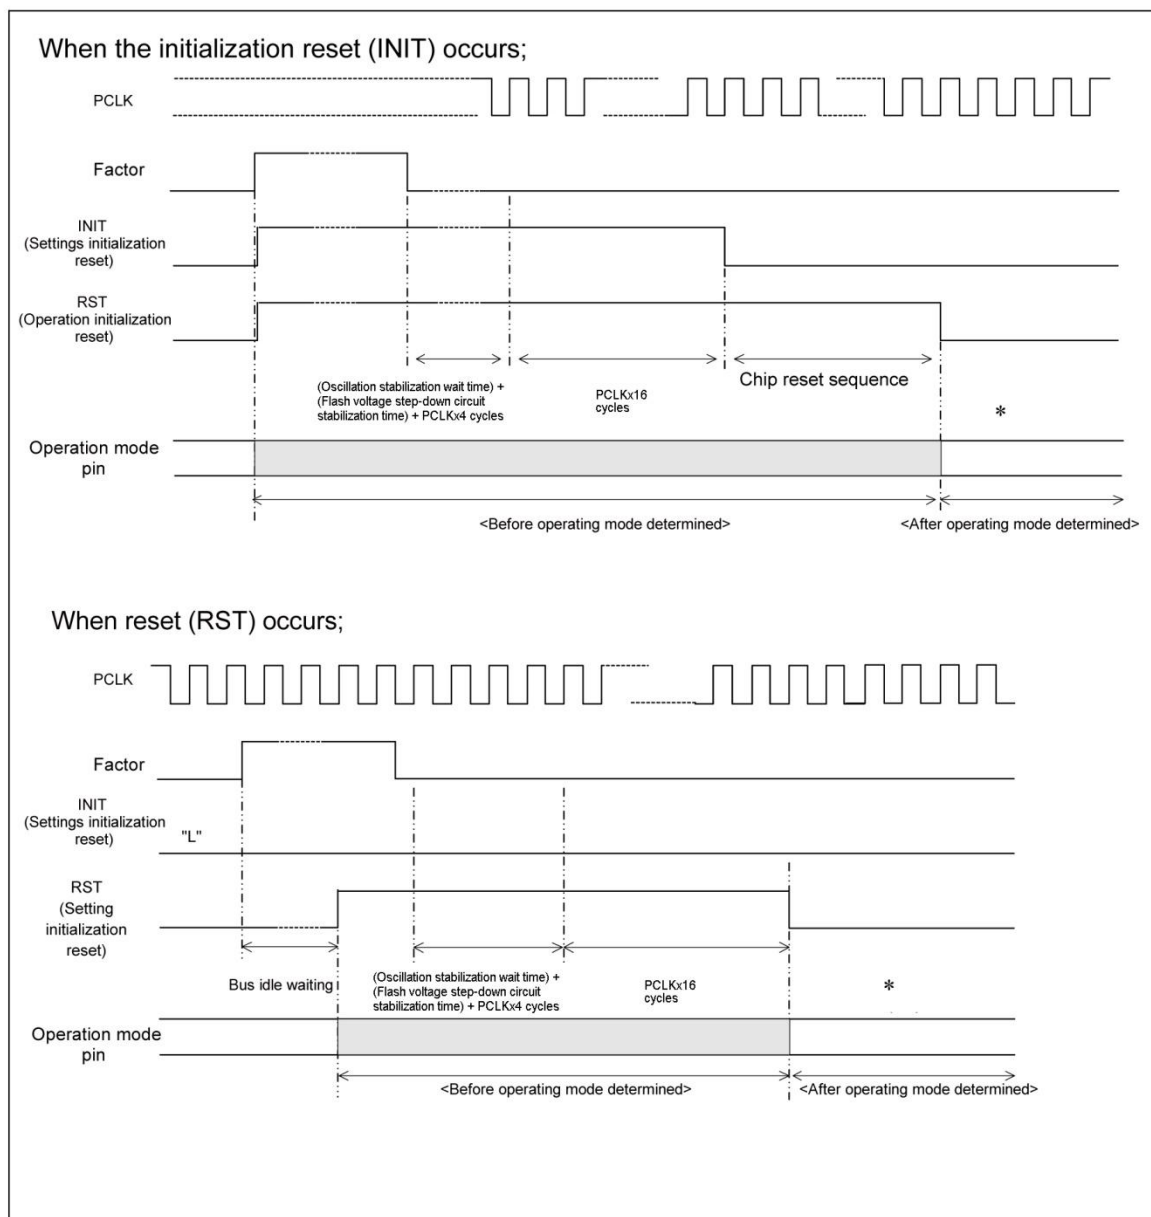 When the initialization reset (INIT) occurs;
PCLK
Factor
INIT
(Settings initialization
reset)
RST
(Operation initialization
reset)
(Oscillation stabilization wait time) +
(Flash voltage step-down circuit
stabilization time) + PCLKx4 cycles
PCLKx16
cycles
Chip reset sequence
*
Operation mode
pin
<Before operating mode determined>
<After operating mode determined>
When reset (RST) occurs;
PCLK
Factor
INIT
(Settings initialization
reset)
"L"
RST
(Setting
initialization
reset)
Bus idle waiting
(Oscillation stabilization wait time) +
(Flash voltage step-down circuit
stabilization time) + PCLKx4 cycles
PCLKx16
cycles
*
Operation mode
pin
<Before operating mode determined>
<After operating mode determined>